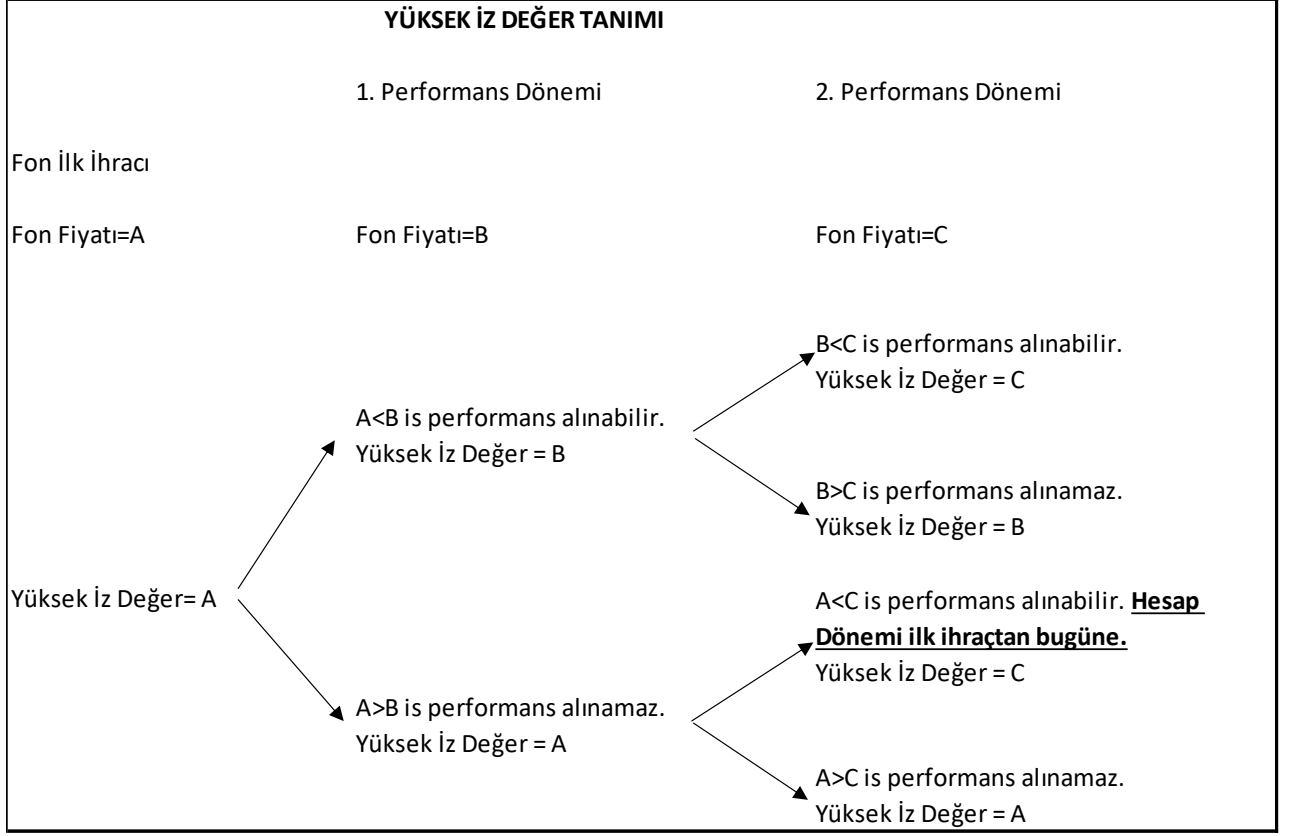 YÜKSEK İZ DEĞER TANIMI
1. Performans Dönemi
2. Performans Dönemi
Fon İlk İhracı
Fon Fiyatı=A
Fon Fiyatı=B
Fon Fiyatı=C
B<C is performans alınabilir.
Yüksek İz Değer = C
A<B is performans alınabilir.
Yüksek İz Değer = B
B>C is performans alınamaz.
Yüksek İz Değer = B
Yüksek İz Değer= A
A<C is performans alınabilir. Hesap
Dönemi ilk ihraçtan bugüne.
Yüksek İz Değer = C
A>B is performans alınamaz.
Yüksek İz Değer = A
A>C is performans alınamaz.
Yüksek İz Değer = A